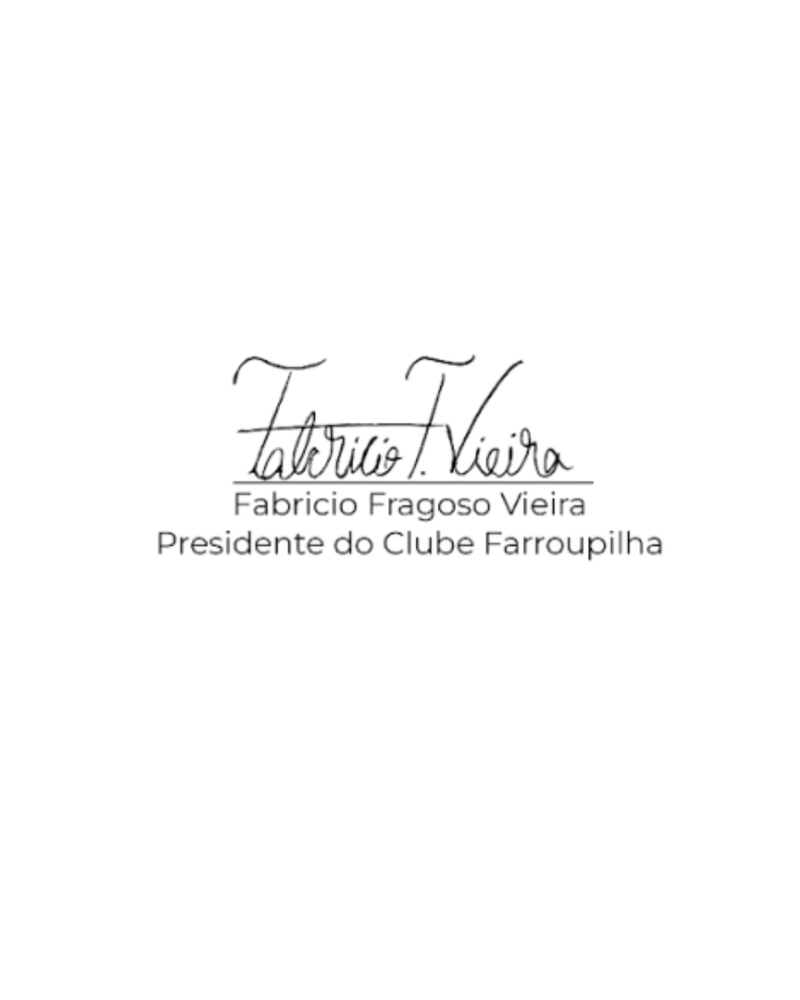 Fabricio F. Vieira
Fabricio Fragoso Vieira
Presidente do Clube Farroupilha